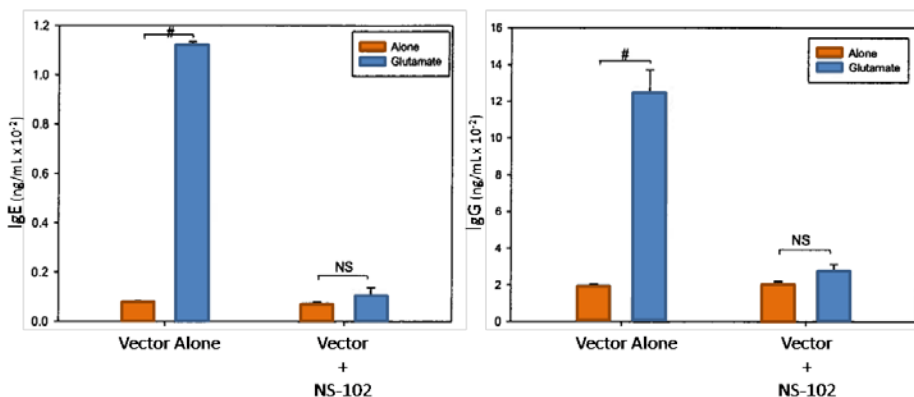 1.2
1.0
0.8
0.6
0.4
0.2
0.0
IgE (ng/mL x 10⁻²)
#
NS
Alone
Glutamate
Vector Alone
Vector
+
NS-102
16
14
12
10
8
6
4
2
0
IgG (ng/mL x 10⁻²)
#
NS
Alone
Glutamate
Vector Alone
Vector
+
NS-102